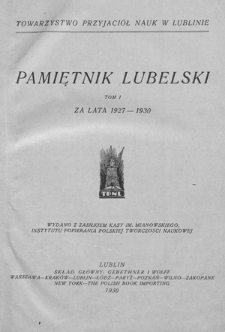 TOWARZYSTWO PRZYJACIÓŁ NAUK W LUBLINIE
PAMIĘTNIK LUBELSKI
TOM I
ZA LATA 1927—1930
T.P.N.L.
WYDANO Z ZASIŁKIEM KASY IM. MIANOWSKIEGO,
INSTYTUTU POPIERANIA POLSKIEJ TWÓRCZOŚCI NAUKOWEJ
LUBLIN
SKŁAD GŁÓWNY: GEBETHNER I WOLFF
WARSZAWA—KRAKÓW—LUBLIN—ŁÓDŹ—PARYŻ—POZNAŃ—WILNO—ZAKOPANE
NEW YORK—THE POLISH BOOK IMPORTING
1930